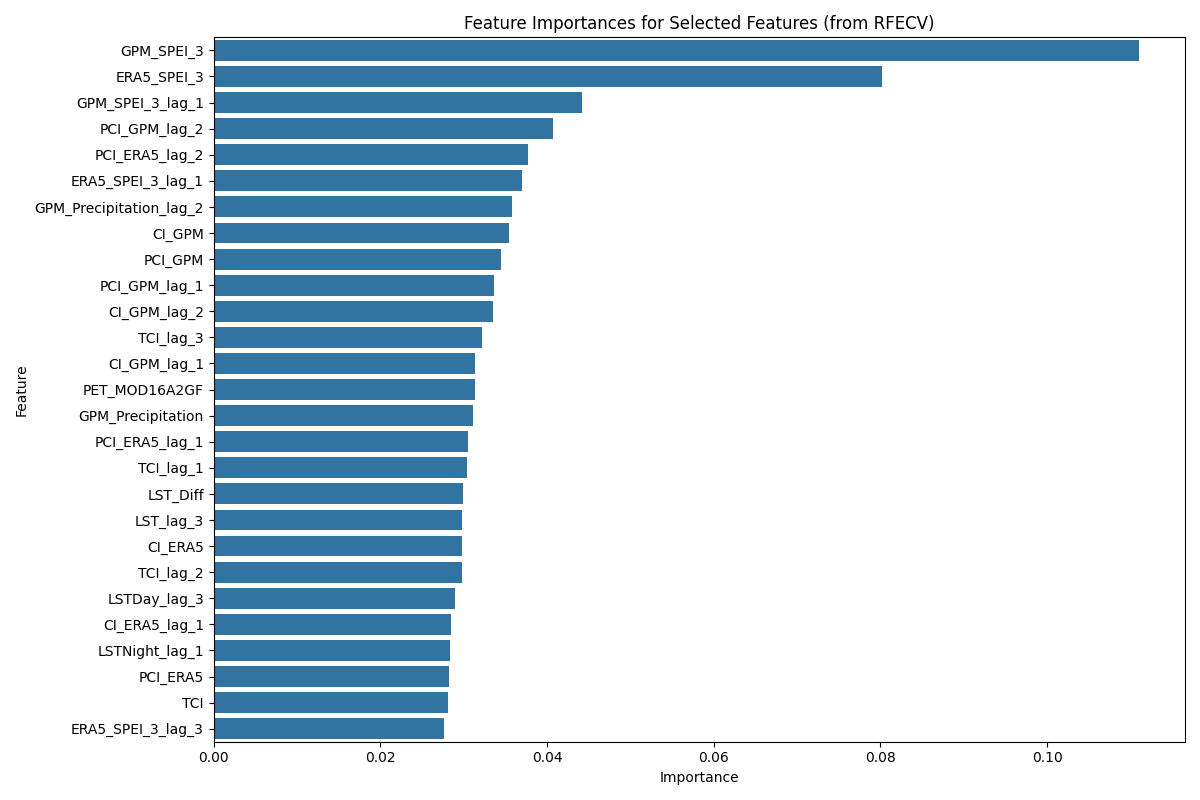 Feature Importances for Selected Features (from RFECV)
GPM_SPEI_3
ERA5_SPEI_3
GPM_SPEI_3_lag_1
PCI_GPM_lag_2
PCI_ERA5_lag_2
ERA5_SPEI_3_lag_1
GPM_Precipitation_lag_2
CI_GPM
PCI_GPM
PCI_GPM_lag_1
CI_GPM_lag_2
TCI_lag_3
CI_GPM_lag_1
PET_MOD16A2GF
GPM_Precipitation
PCI_ERA5_lag_1
TCI_lag_1
LST_Diff
LST_lag_3
CI_ERA5
TCI_lag_2
LSTDay_lag_3
CI_ERA5_lag_1
LSTNight_lag_1
PCI_ERA5
TCI
ERA5_SPEI_3_lag_3
Feature
0.00 0.02 0.04 0.06 0.08 0.10
Importance